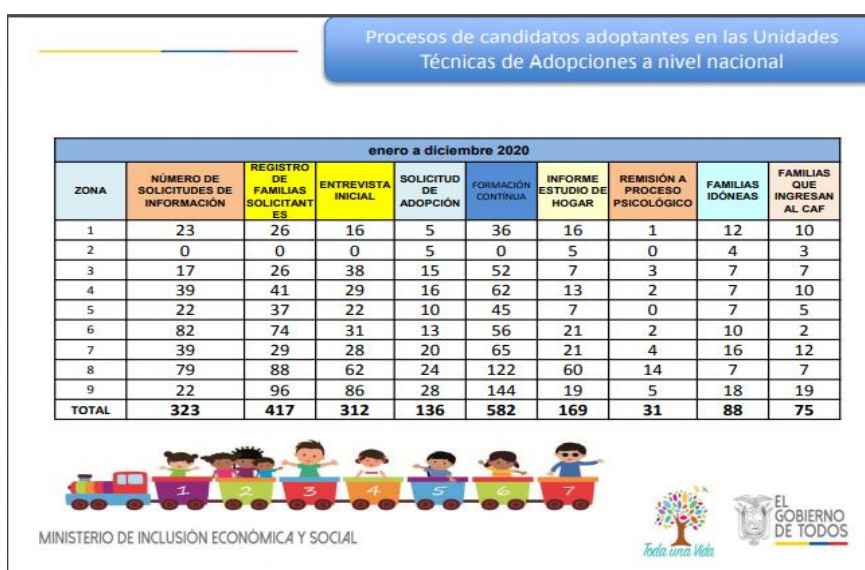 Procesos de candidatos adoptantes en las Unidades
Técnicas de Adopciones a nivel nacional
enero a diciembre 2020
ZONA NÚMERO DE SOLICITUDES DE INFORMACIÓN REGISTRO DE FAMILIAS SOLICITANTES ENTREVISTA INICIAL SOLICITUD DE ADOPCIÓN FORMACIÓN CONTÍNUA INFORME ESTUDIO DE HOGAR REMISIÓN A PROCESO PSICOLÓGICO FAMILIAS IDÓNEAS FAMILIAS QUE INGRESAN AL CAF
1 23 26 16 5 36 16 1 12 10
2 0 0 0 5 0 5 0 4 3
3 17 26 38 15 52 7 3 7 7
4 39 41 29 16 62 13 2 7 10
5 22 37 22 10 45 7 0 7 5
6 82 74 31 13 56 21 2 10 2
7 39 29 28 20 65 21 4 16 12
8 79 88 62 24 122 60 14 7 7
9 22 96 86 28 144 19 5 18 19
TOTAL 323 417 312 136 582 169 31 88 75
1 2 3 4 5 6 7
MINISTERIO DE INCLUSIÓN ECONÓMICA Y SOCIAL
Toda una Vida
EL
GOBIERNO
DE TODOS